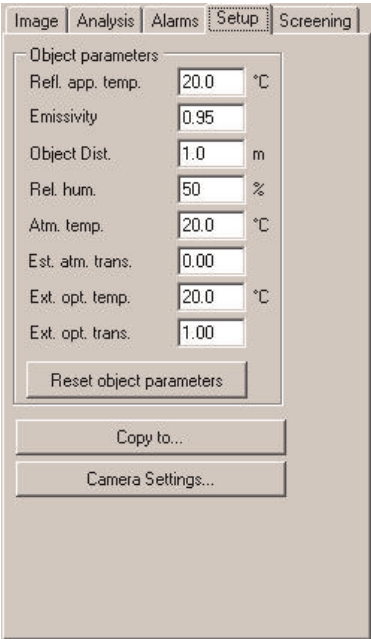 Image Analysis Alarms Setup Screening
Object parameters
Refl. app. temp. 20.0 °C
Emissivity 0.95
Object Dist. 1.0 m
Rel. hum. 50 %
Atm. temp. 20.0 °C
Est. atm. trans. 0.00
Ext. opt. temp. 20.0 °C
Ext. opt. trans. 1.00
Reset object parameters
Copy to...
Camera Settings...